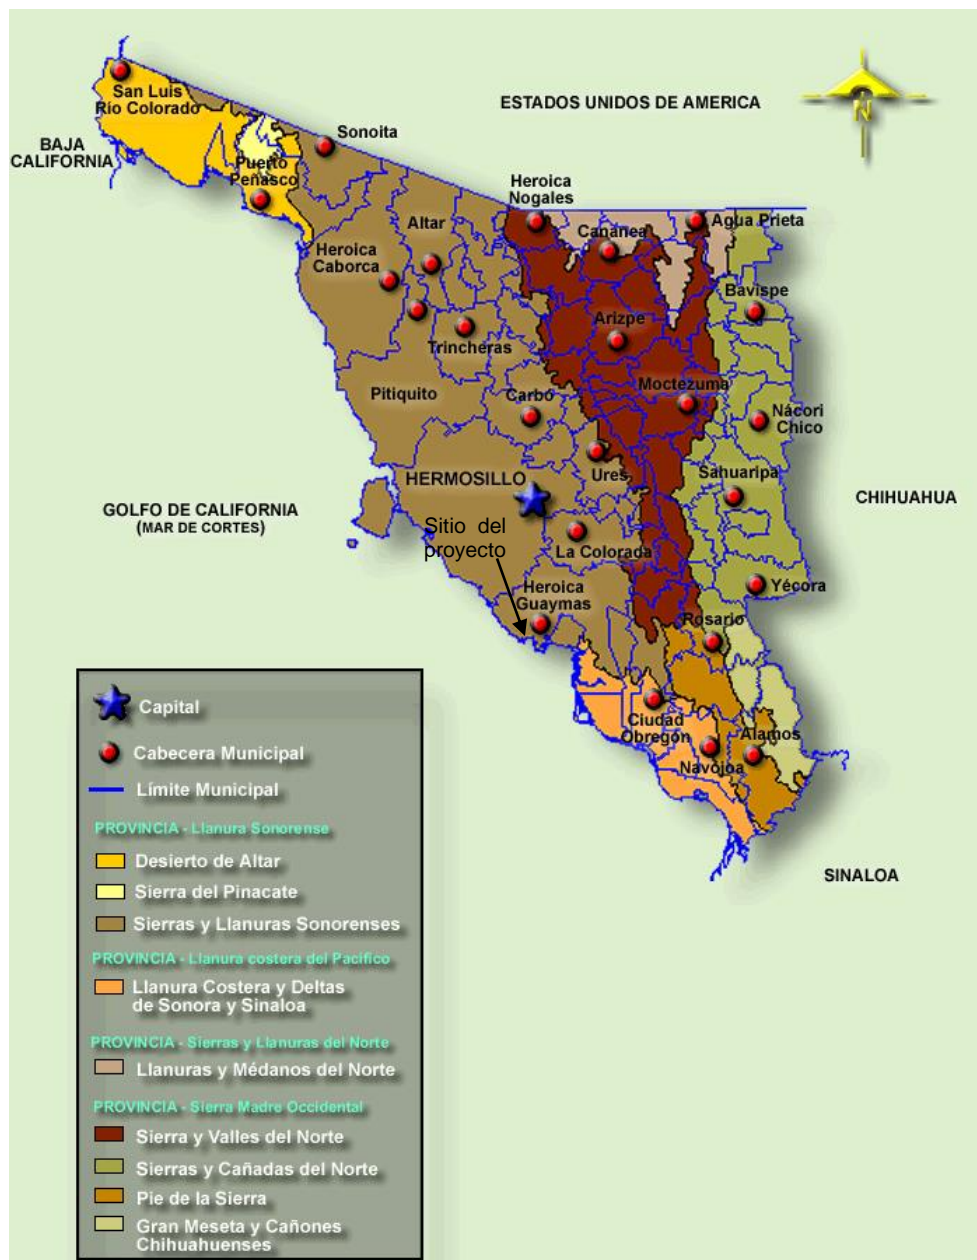 ESTADOS UNIDOS DE AMERICA
N
San Luis
Río Colorado
BAJA
CALIFORNIA
Sonoita
Puerto
Peñasco
Heroica
Nogales
Agua Prieta
Cananea
Altar
Heroica
Caborca
Bavispe
Arizpe
Trincheras
Pitiquito
Carbó
Moctezuma
Nácori
Chico
Ures
Sahuaripa
HERMOSILLO
CHIHUAHUA
GOLFO DE CALIFORNIA
(MAR DE CORTES)
Sitio del
proyecto
La Colorada
Heroica
Guaymas
Yécora
Rosario
Ciudad
Obregón
Navojoa
Alamos
SINALOA
Capital
Cabecera Municipal
Límite Municipal
PROVINCIA - Llanura Sonorense
Desierto de Altar
Sierra del Pinacate
Sierras y Llanuras Sonorenses
PROVINCIA - Llanura costera del Pacifico
Llanura Costera y Deltas
de Sonora y Sinaloa
PROVINCIA - Sierras y Llanuras del Norte
Llanuras y Médanos del Norte
PROVINCIA - Sierra Madre Occidental
Sierra y Valles del Norte
Sierras y Cañadas del Norte
Pie de la Sierra
Gran Meseta y Cañones
Chihuahuenses